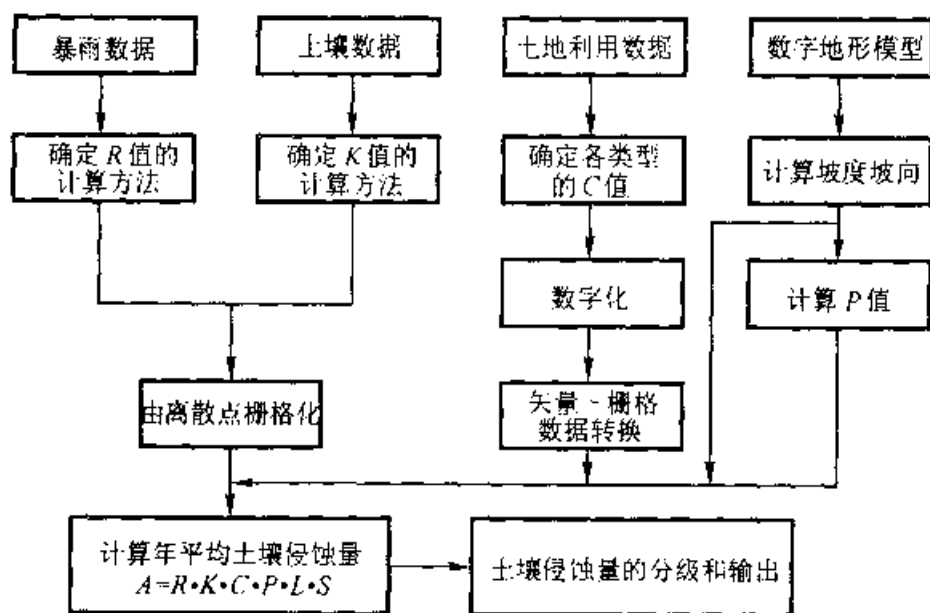 暴雨数据
土壤数据
土地利用数据
数字地形模型
确定R值的
计算方法
确定K值的
计算方法
确定各类型
的C值
计算坡度坡向
数字化
计算P值
由离散点栅格化
矢量-栅格
数据转换
计算年平均土壤侵蚀量
A=R•K•C•P•L•S
土壤侵蚀量的分级和输出